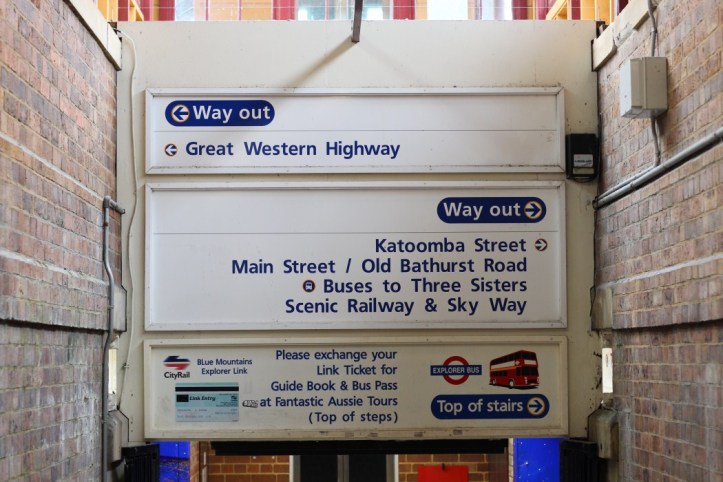 Way out
Great Western Highway
Way out
Katoomba Street
Main Street / Old Bathurst Road
Buses to Three Sisters
Scenic Railway & Sky Way
CityRail
BLue Mountains
Explorer Link
Link Entry
Please exchange your
Link Ticket for
Guide Book & Bus Pass
at Fantastic Aussie Tours
(Top of steps)
EXPLORER BUS
Top of stairs